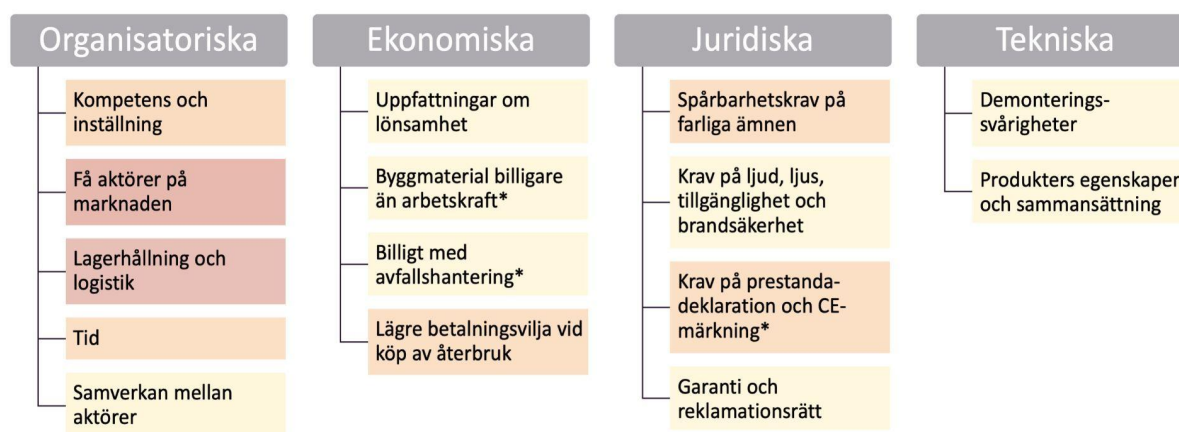 Organisatoriska
Kompetens och
inställning
Få aktörer på
marknaden
Lagerhållning och
logistik
Tid
Samverkan mellan
aktörer
Ekonomiska
Uppfattningar om
lönsamhet
Byggmaterial billigare
än arbetskraft*
Billigt med
avfallshantering*
Lägre betalningsvilja vid
köp av återbruk
Juridiska
Spårbarhetskrav på
farliga ämnen
Krav på ljud, ljus,
tillgänglighet och
brandsäkerhet
Krav på prestanda-
deklaration och CE-
märkning*
Garanti och
reklamationsrätt
Tekniska
Demonterings-
svårigheter
Produkters egenskaper
och sammansättning